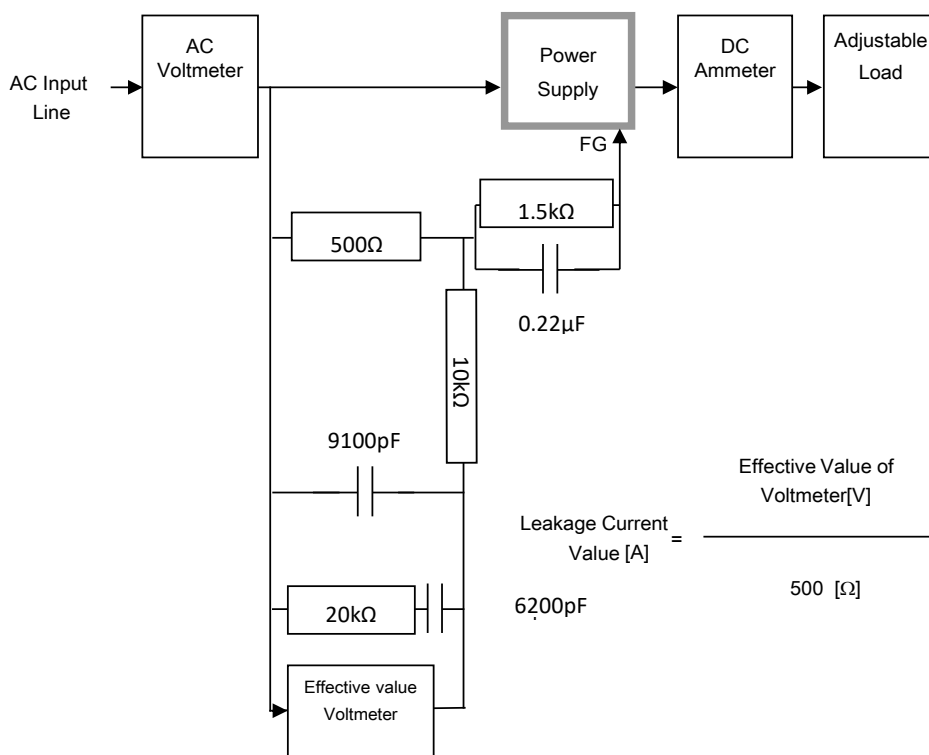 AC
Voltmeter
AC Input
Line
Power
Supply
DC
Ammeter
Adjustable
Load
FG
1.5kΩ
500Ω
0.22µF
10kΩ
9100pF
Effective Value of
Voltmeter[V]
Leakage Current
Value [A]
=
500 [Ω]
20kΩ
6200pF
Effective value
Voltmeter